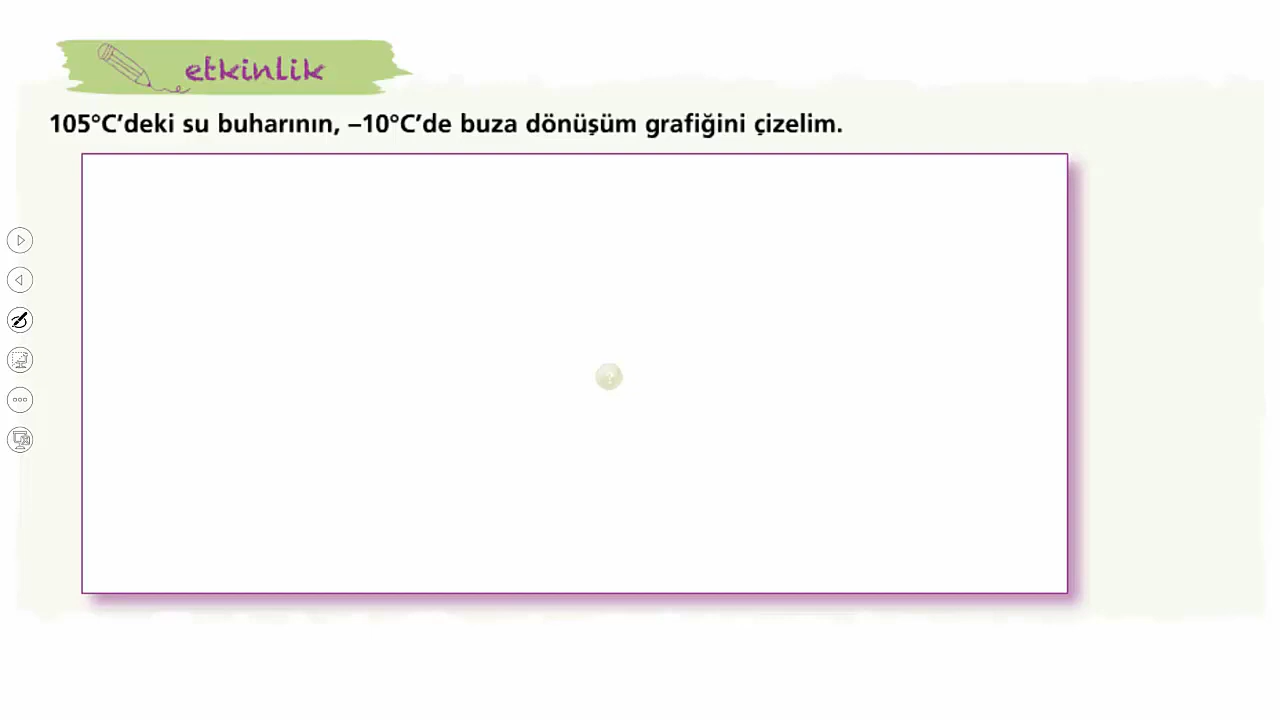 etkinlik
105°C’deki su buharının, –10°C’de buza dönüşüm grafiğini çizelim.
?